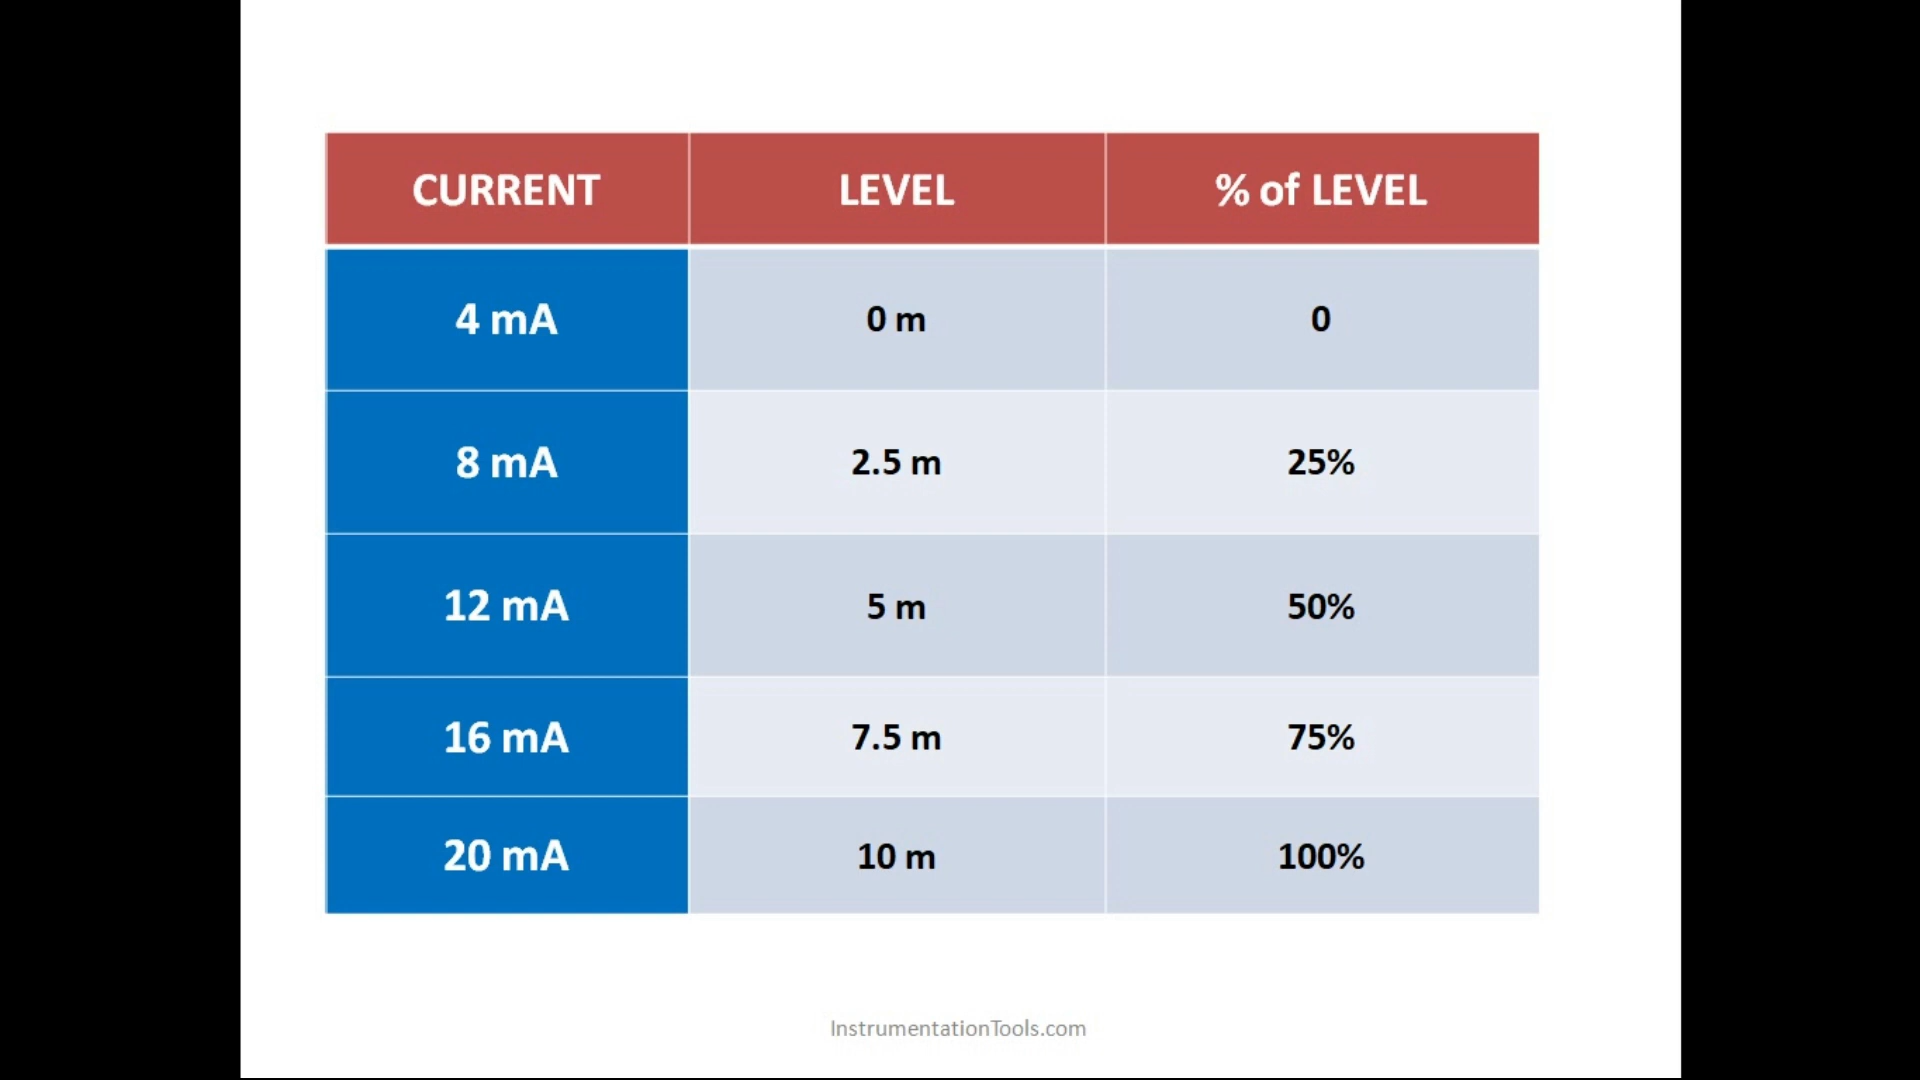 CURRENT LEVEL % of LEVEL
4 mA 0 m 0
8 mA 2.5 m 25%
12 mA 5 m 50%
16 mA 7.5 m 75%
20 mA 10 m 100%
InstrumentationTools.com